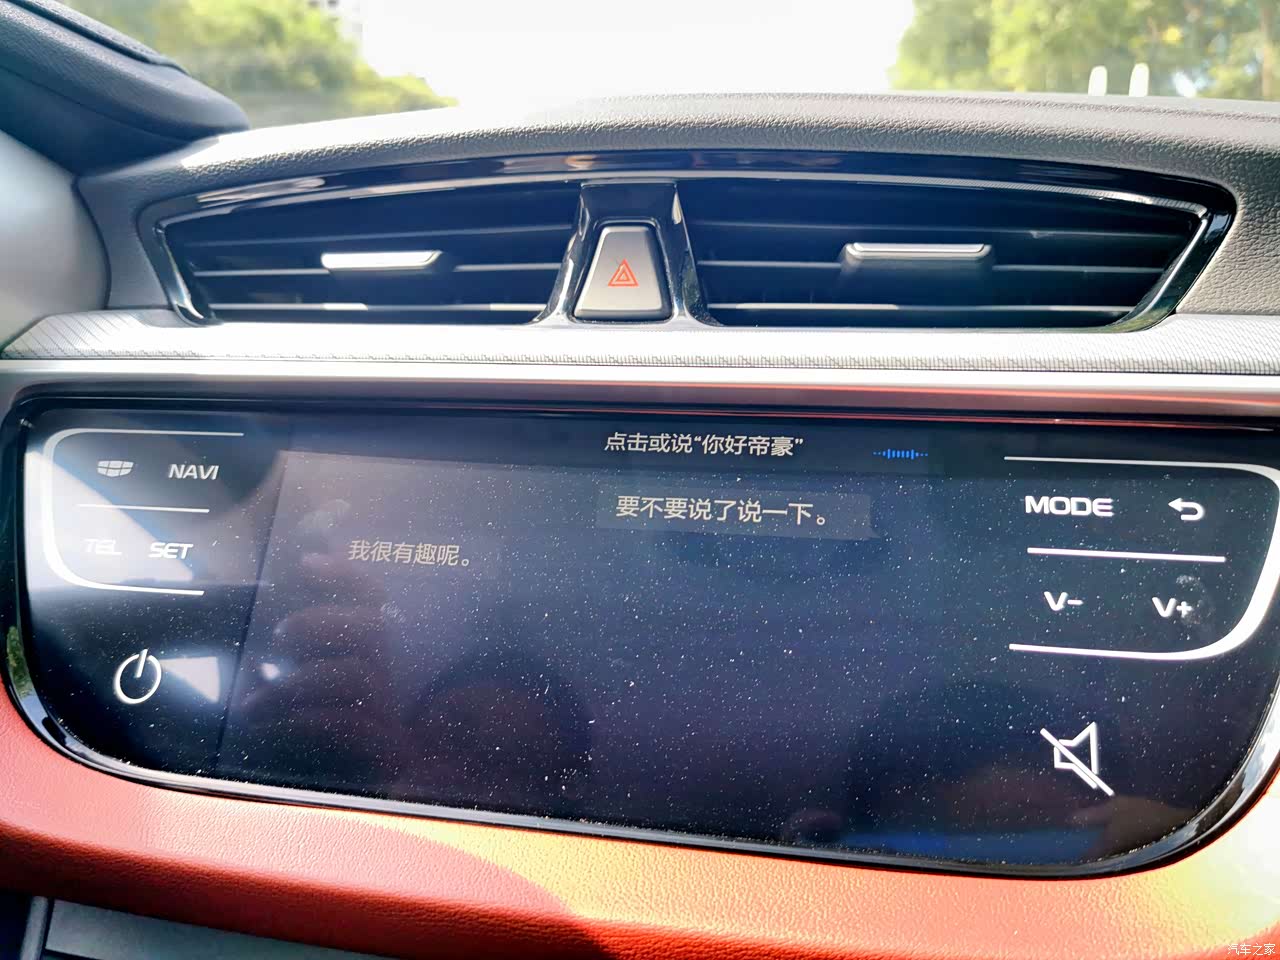 点击或说“你好帝豪”
NAVI
要不要说了说一下。
MODE
TEL SET
我很有趣呢。
V- V+
汽车之家